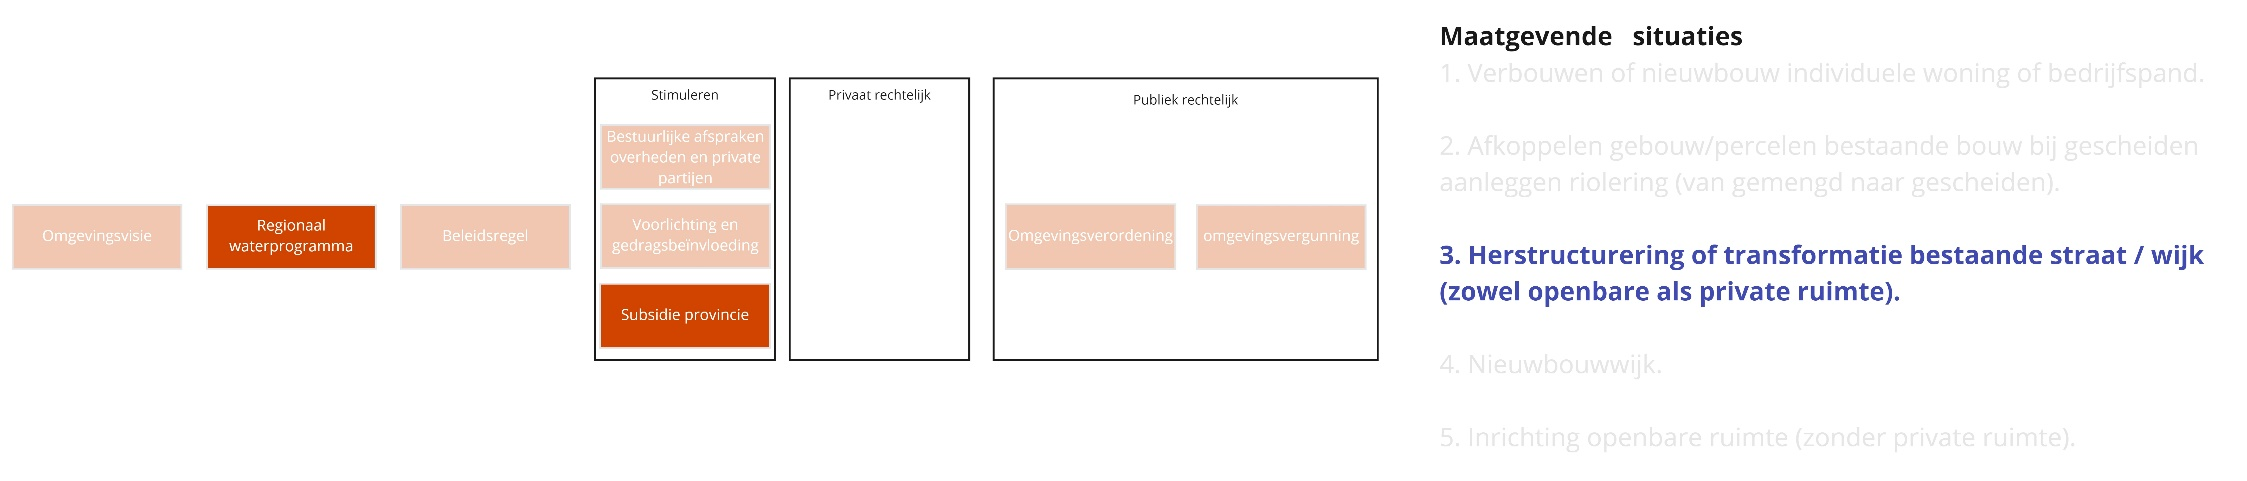 Omgevingsvisie
Regionaal
waterprogramma
Beleidsregel
Stimuleren
Bestuurlijke afspraken
overheden en private
partijen
Voorlichting en
gedragsbeïnvloeding
Subsidie provincie
Privaat rechtelijk
Publiek rechtelijk
Omgevingsverordening
omgevingsvergunning
Maatgevende situaties
1. Verbouwen of nieuwbouw individuele woning of bedrijfspand.
2. Afkoppelen gebouw/percelen bestaande bouw bij gescheiden
aanleggen riolering (van gemengd naar gescheiden).
3. Herstructurering of transformatie bestaande straat / wijk
(zowel openbare als private ruimte).
4. Nieuwbouwwijk.
5. Inrichting openbare ruimte (zonder private ruimte).